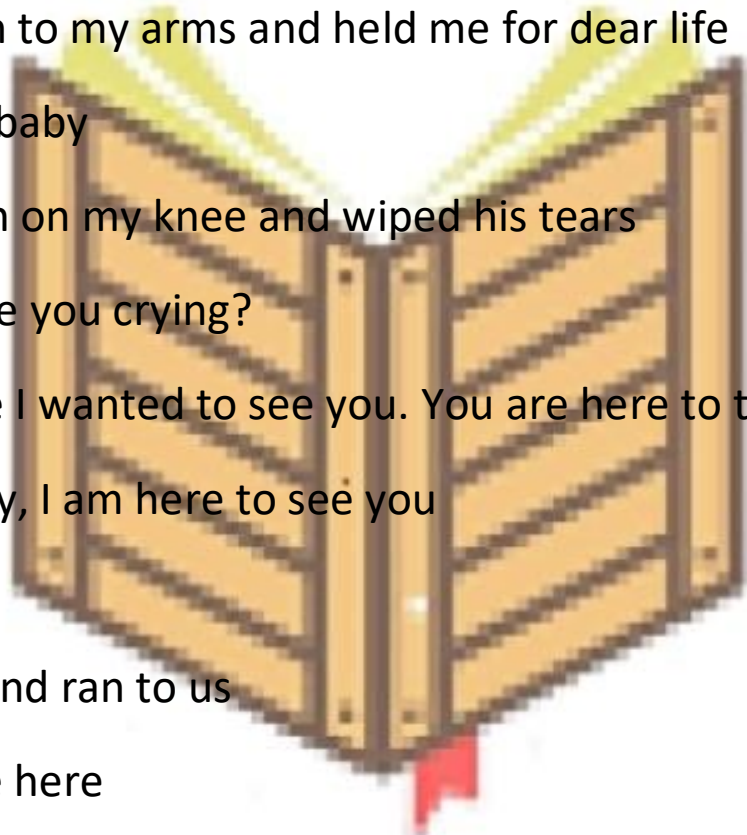 to my arms and held me for dear life
baby
on my knee and wiped his tears
you crying?
I wanted to see you. You are here to
I am here to see you
nd ran to us
here